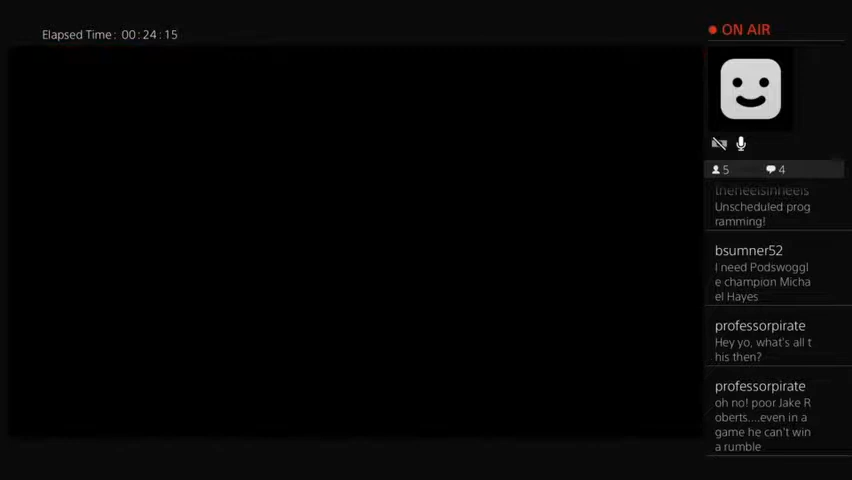 Elapsed Time: 00:24:15
ON AIR
5
4
theheelsinheels
Unscheduled prog
ramming!
bsumner52
I need Podswoggl
e champion Micha
el Hayes
professorpirate
Hey yo, what's all t
his then?
professorpirate
oh no! poor Jake R
oberts....even in a
game he can't win
a rumble